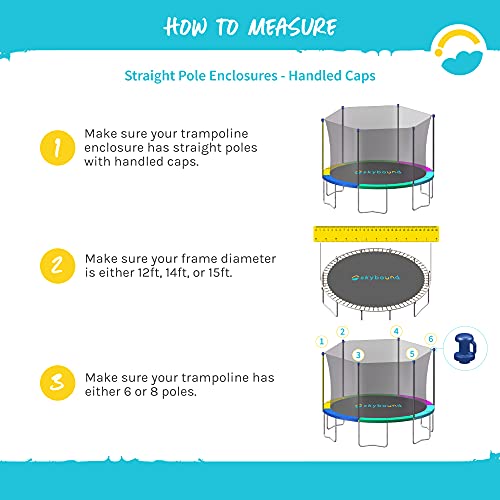 HOW TO MEASURE
Straight Pole Enclosures - Handled Caps
1
Make sure your trampoline
enclosure has straight poles
with handled caps.
skybound
2
Make sure your frame diameter
is either 12ft, 14ft, or 15ft.
skybound
3
Make sure your trampoline has
either 6 or 8 poles.
1 2 3 4 5 6
skybound